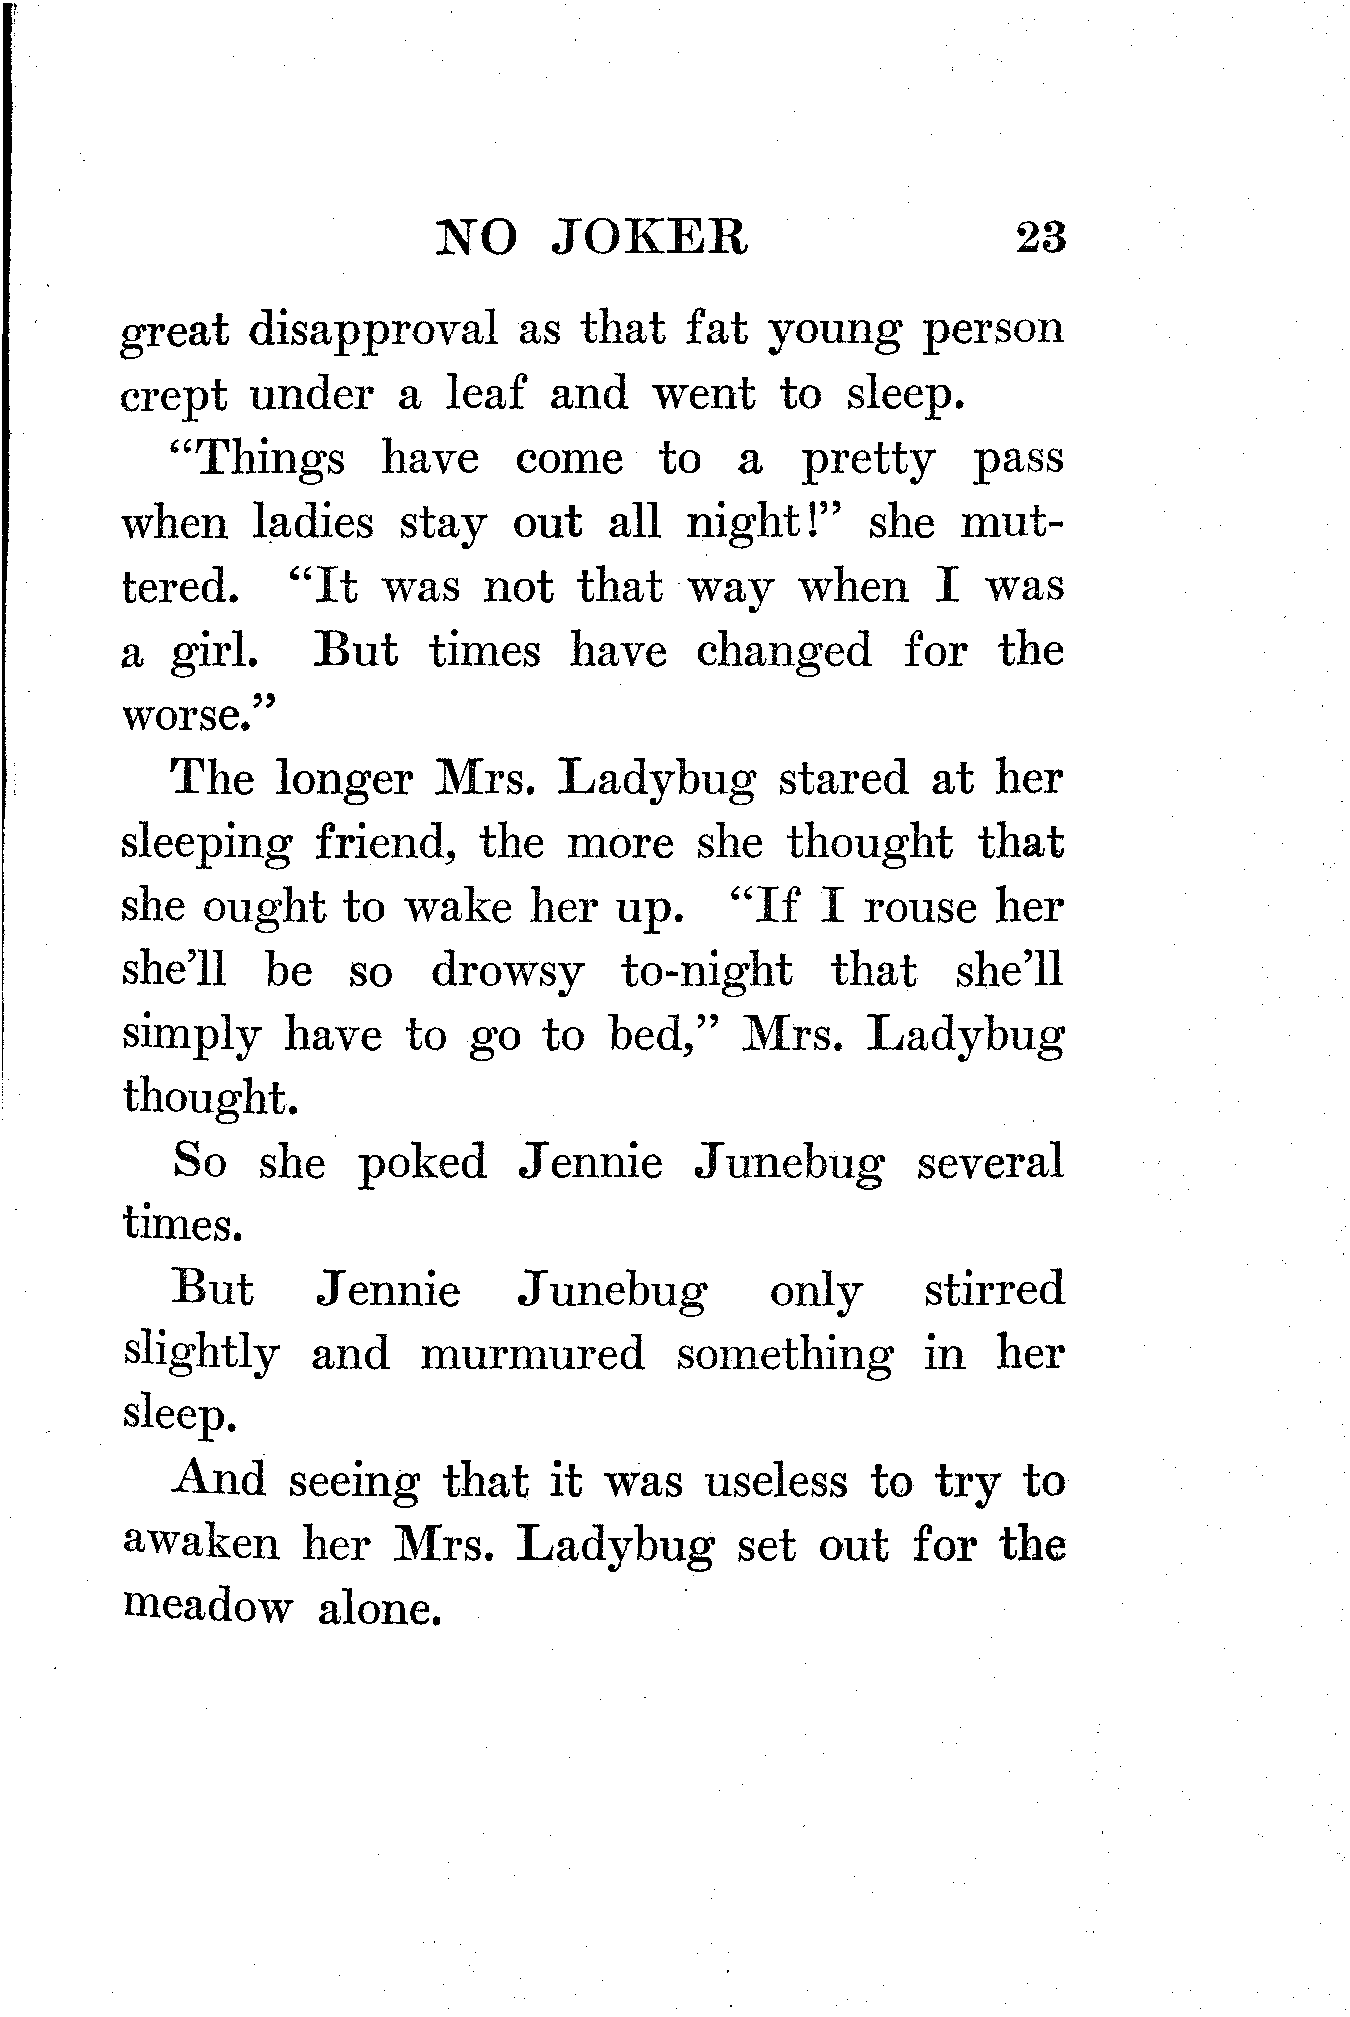 NO JOKER 23
great disapproval as that fat young person
crept under a leaf and went to sleep.
“Things have come to a pretty pass
when ladies stay out all night!” she mut-
tered. “It was not that way when I was
a girl. But times have changed for the
worse.”
The longer Mrs. Ladybug stared at her
sleeping friend, the more she thought that
she ought to wake her up. “If I rouse her
she’ll be so drowsy to-night that she’ll
simply have to go to bed,” Mrs. Ladybug
thought.
So she poked Jennie Junebug several
times.
But Jennie Junebug only stirred
slightly and murmured something in her
sleep.
And seeing that it was useless to try to
awaken her Mrs. Ladybug set out for the
meadow alone.